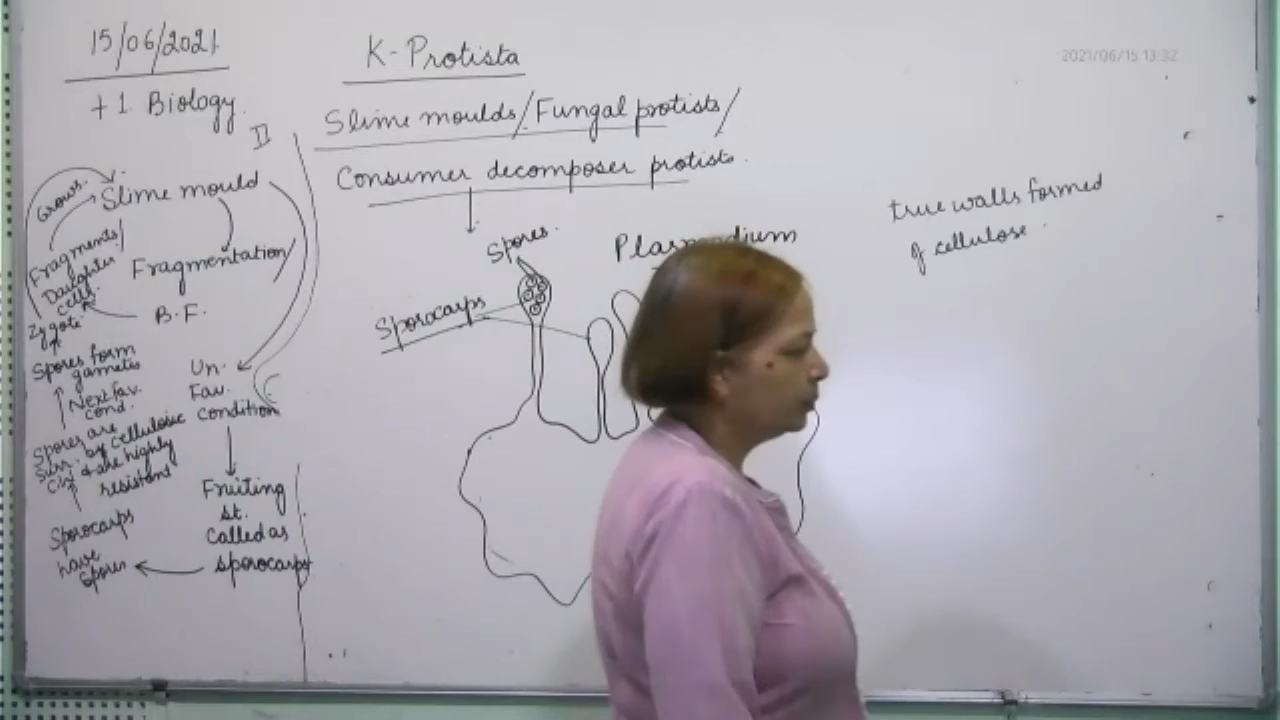 15/06/2021
+1 Biology
II
K-Protista
Slime moulds/Fungal protists/
Consumer decomposer protists.
2021/06/15 13:32
Slime mould
Grows.
Fragmentation/
B.F.
Fragments/
Daughter
cells.
Zygote
Spores form
gametes
Next fav.
cond.
Spores are
Surr. by cellulosic
& are highly
resistant
Un.
Fav.
Condition
Fruiting
st.
Called as
sporocarps
Sporocarps
have
spores
Spores.
Sporocarps
true walls formed
of cellulose.